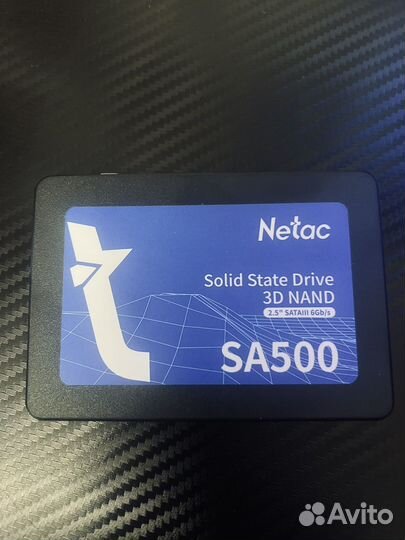 Netac
Solid State Drive
3D NAND
2.5" SATAIII 6Gb/s
SA500
Avito